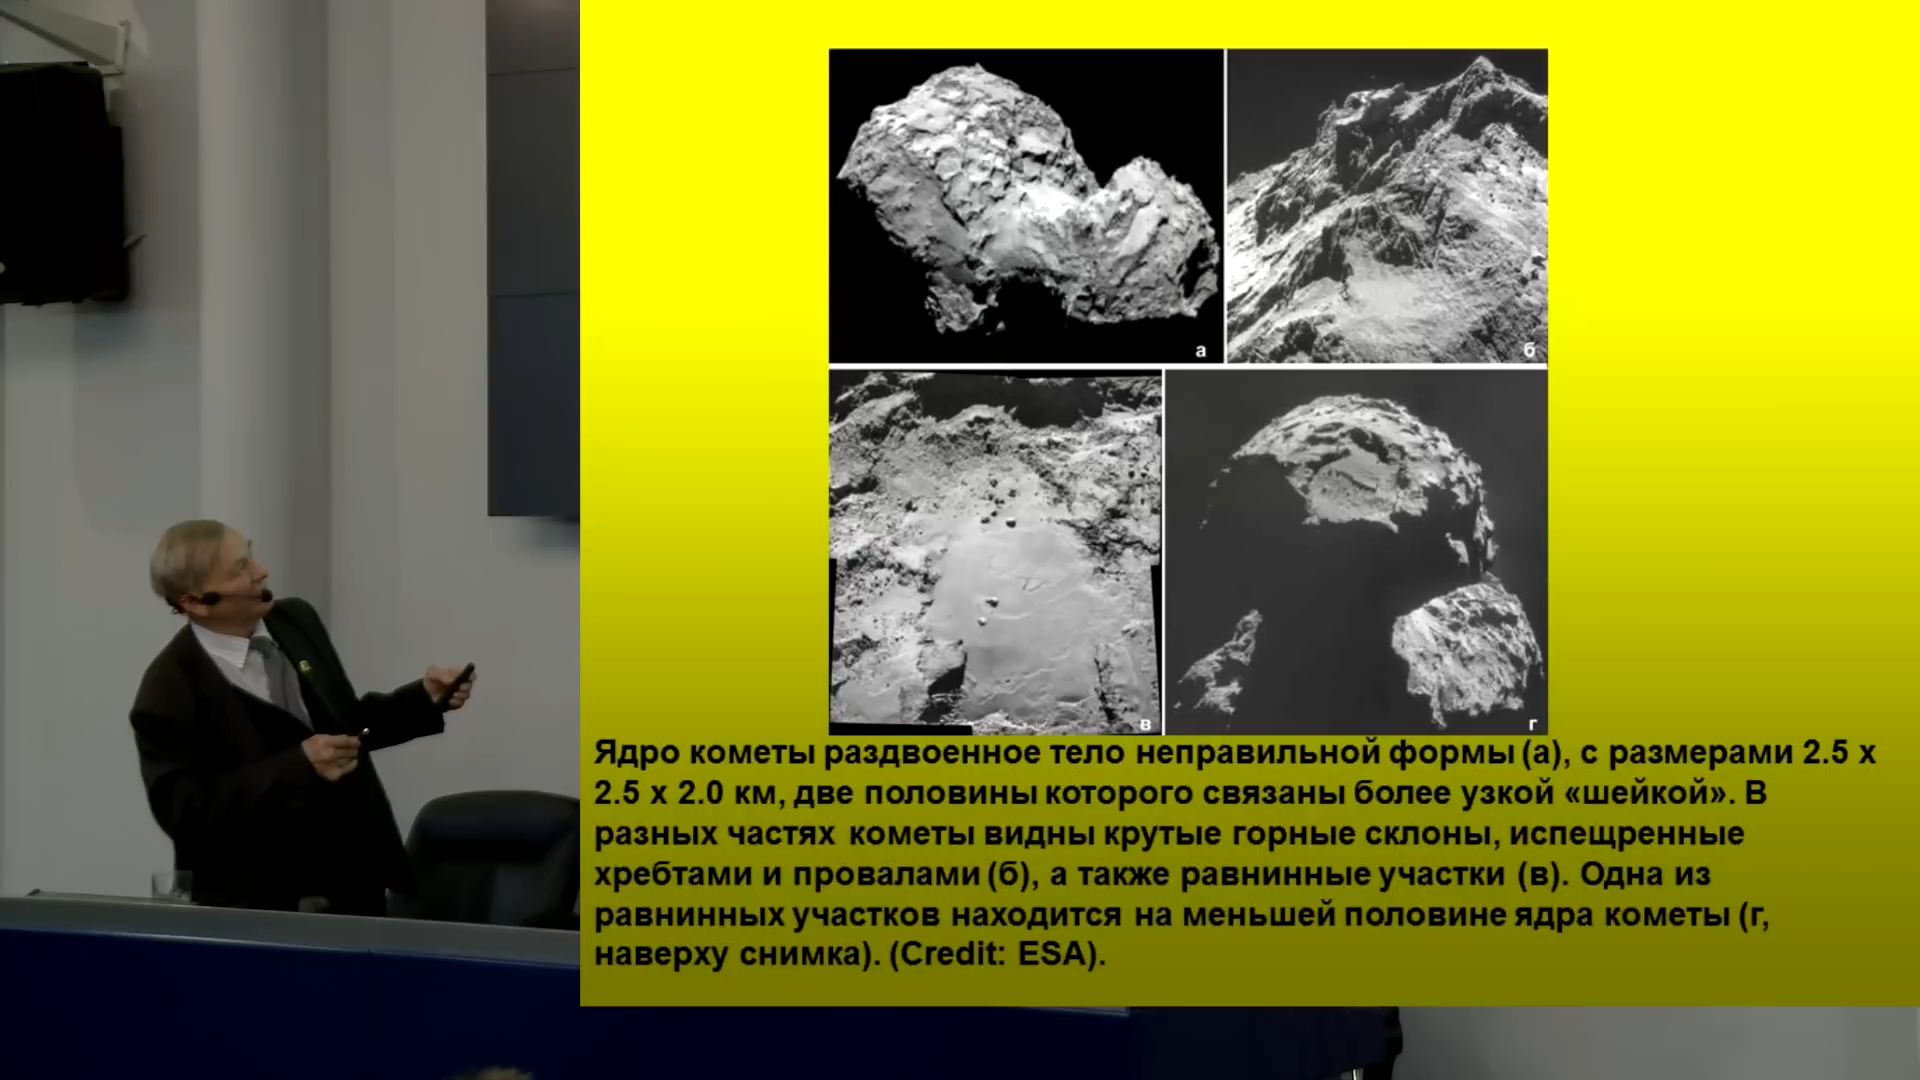 а
б
в
г
Ядро кометы раздвоенное тело неправильной формы (а), с размерами 2.5 х
2.5 х 2.0 км, две половины которого связаны более узкой «шейкой». В
разных частях кометы видны крутые горные склоны, испещренные
хребтами и провалами (б), а также равнинные участки (в). Одна из
равнинных участков находится на меньшей половине ядра кометы (г,
наверху снимка). (Credit: ESA).